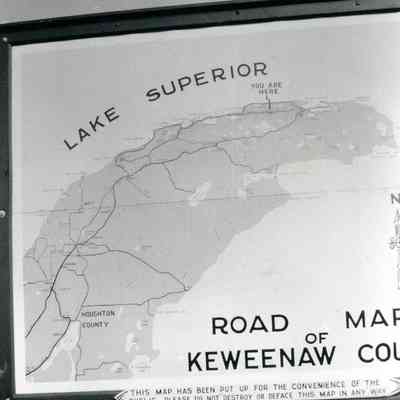 LAKE SUPERIOR
YOU ARE
HERE
N
HOUGHTON
COUNTY
ROAD MAP
OF
KEWEENAW COU
THIS MAP HAS BEEN PUT UP FOR THE CONVENIENCE OF THE
PUBLIC. PLEASE DO NOT DESTROY OR DEFACE THIS MAP IN ANY WAY